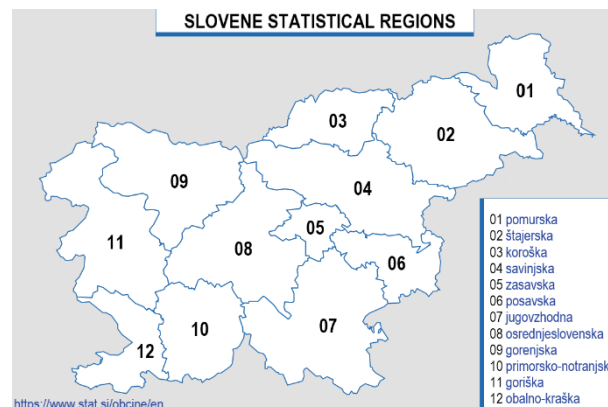 SLOVENE STATISTICAL REGIONS
01
03
02
09
04
05
11
08
06
10
07
12
01 pomurska
02 štajerska
03 koroška
04 savinjska
05 zasavska
06 posavska
07 jugovzhodna
08 osrednjeslovenska
09 gorenjska
10 primorsko-notranjsk
11 goriška
12 obalno-kraška
https://www.stat.si/obcine/en